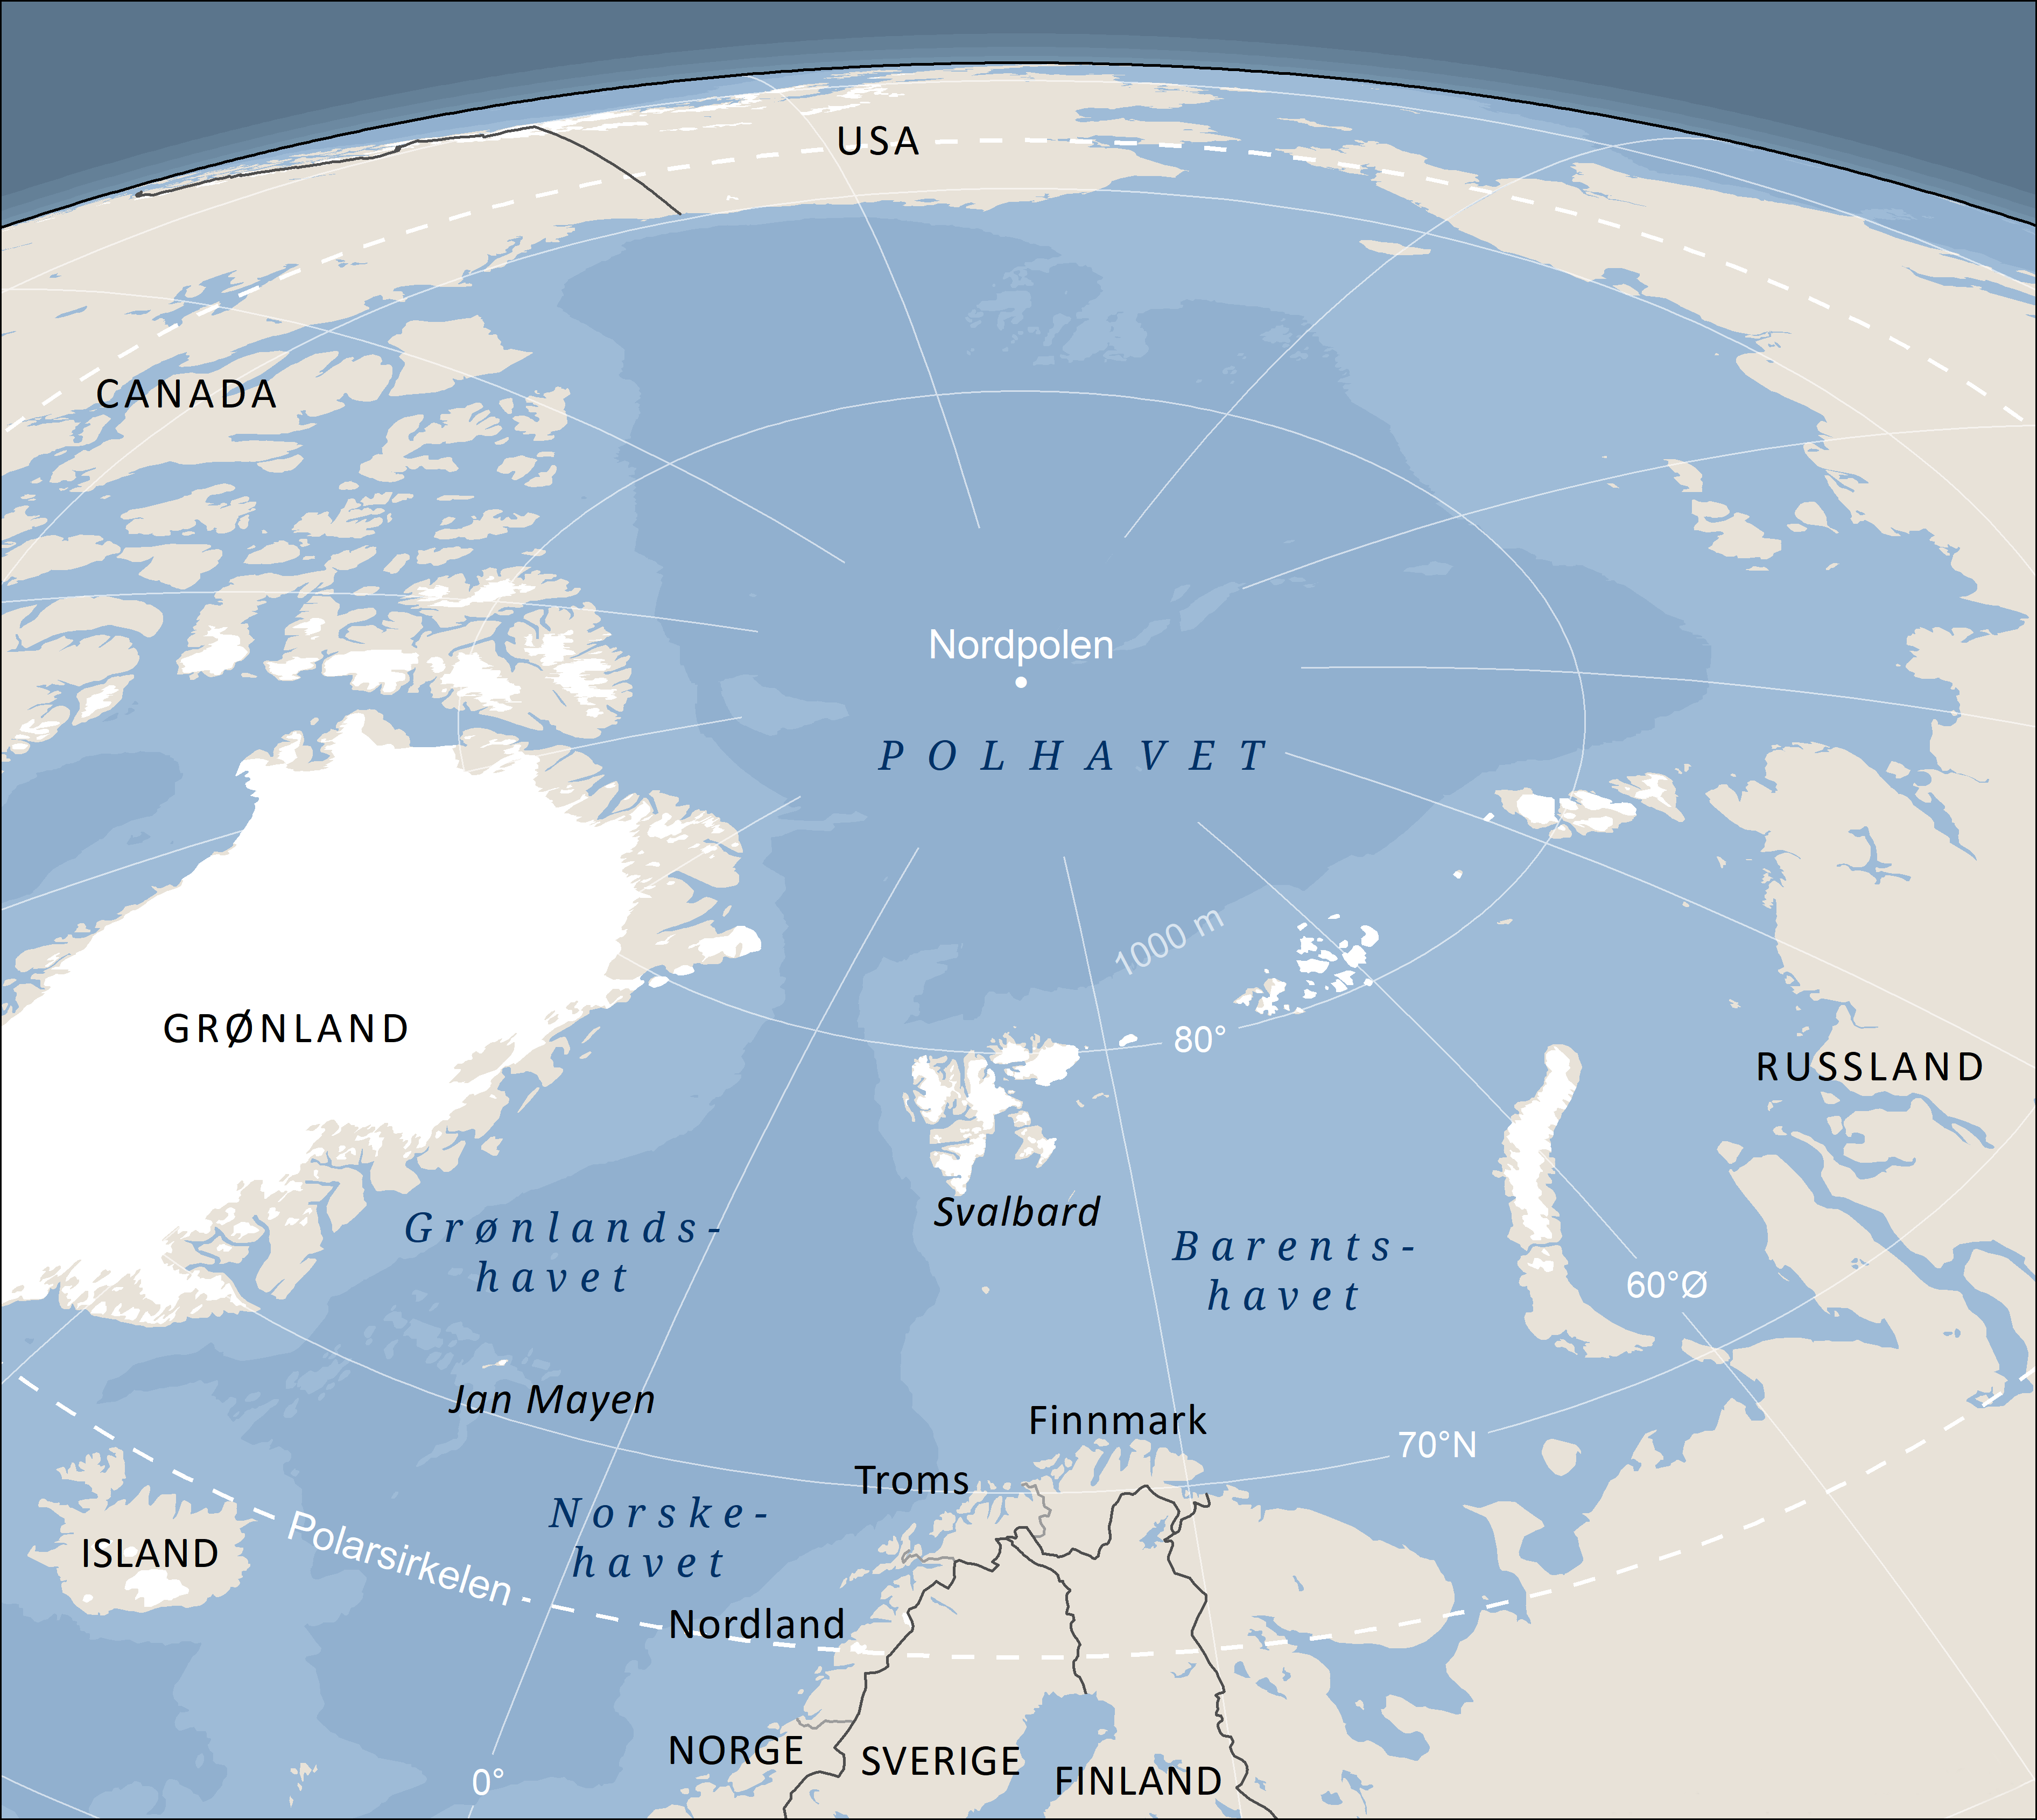 USA
CANADA
Nordpolen
POLHAVET
1000 m
GRØNLAND
80°
RUSSLAND
Svalbard
Grønlands-
havet
Barents-
havet
60°Ø
Jan Mayen
Finnmark
70°N
Troms
Norske-
havet
ISLAND
Polarsirkelen
Nordland
NORGE
SVERIGE
FINLAND
0°